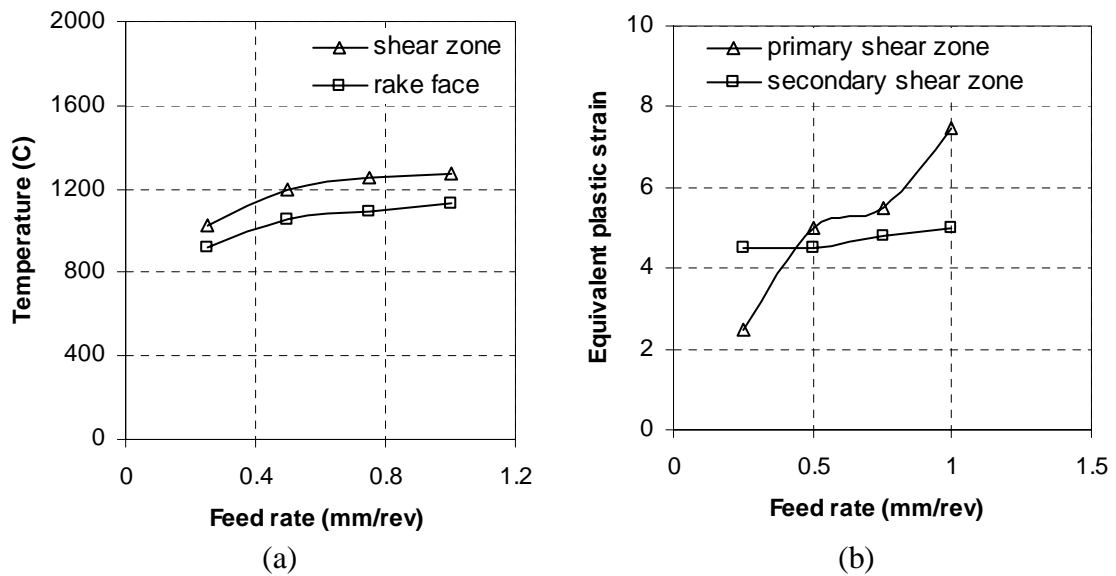 2000
1600
1200
800
400
0
Temperature (C)
shear zone
rake face
0 0.4 0.8 1.2
Feed rate (mm/rev)
(a)
10
8
6
4
2
0
Equivalent plastic strain
primary shear zone
secondary shear zone
0 0.5 1 1.5
Feed rate (mm/rev)
(b)